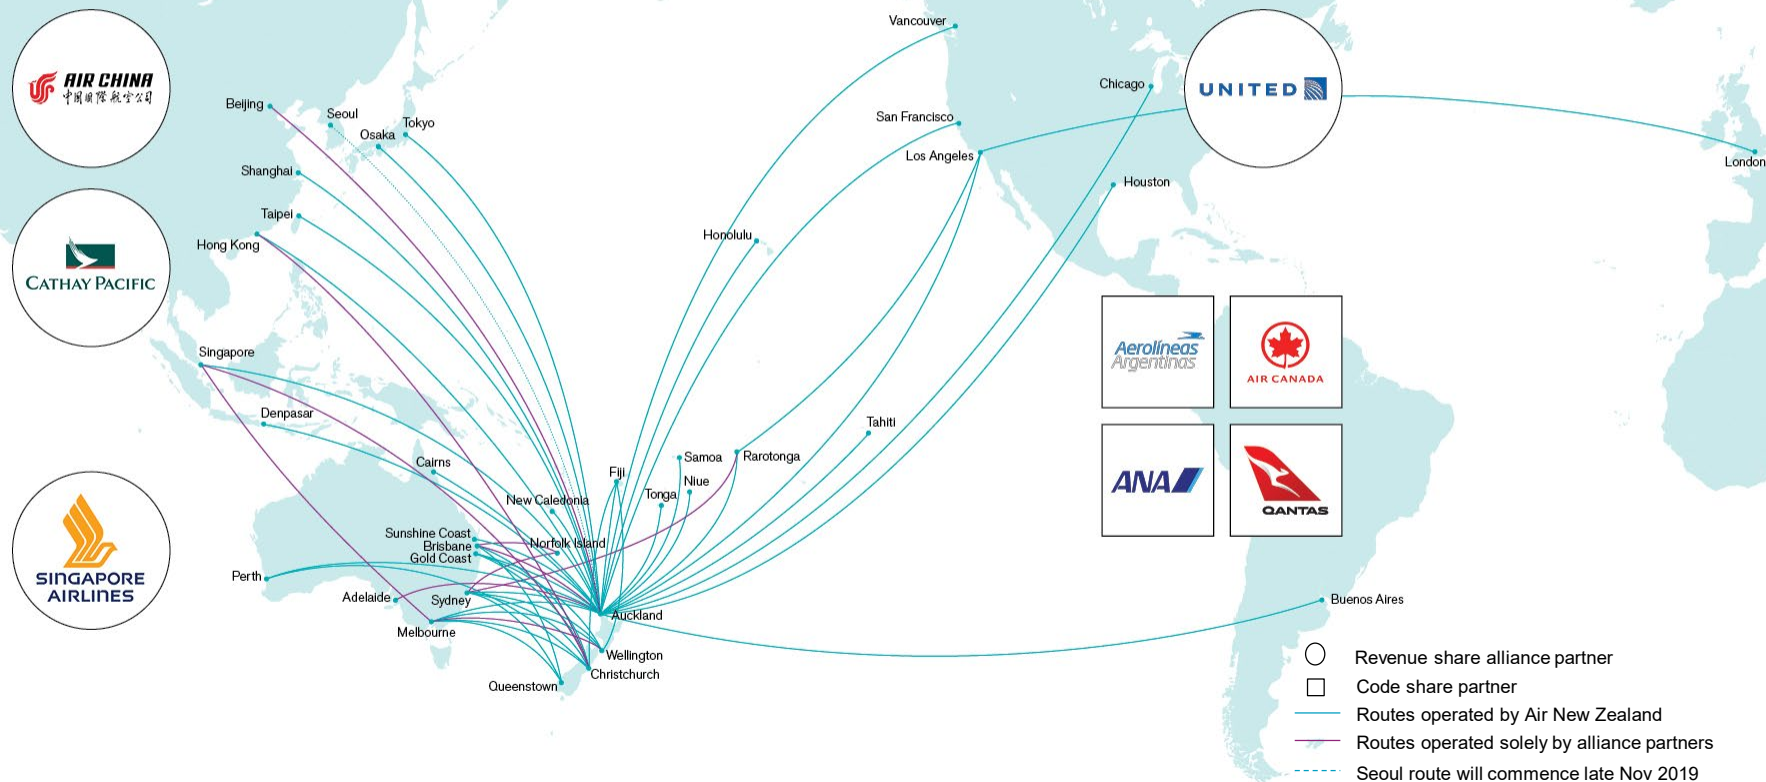 Vancouver
AIR CHINA
中国国際航空公司
Chicago
UNITED
Beijing
Seoul
San Francisco
Osaka
Tokyo
Los Angeles
London
Shanghai
Houston
Taipei
Honolulu
Hong Kong
CATHAY PACIFIC
Aerolíneas
Argentinas
AIR CANADA
Singapore
Denpasar
Tahiti
Cairns
Samoa
Rarotonga
Fiji
Niue
ANA
Tonga
New Caledonia
QANTAS
Sunshine Coast
Brisbane
Norfolk Island
Gold Coast
SINGAPORE
AIRLINES
Perth
Adelaide
Sydney
Buenos Aires
Auckland
Melbourne
Wellington
Christchurch
Queenstown
Revenue share alliance partner
Code share partner
Routes operated by Air New Zealand
Routes operated solely by alliance partners
Seoul route will commence late Nov 2019